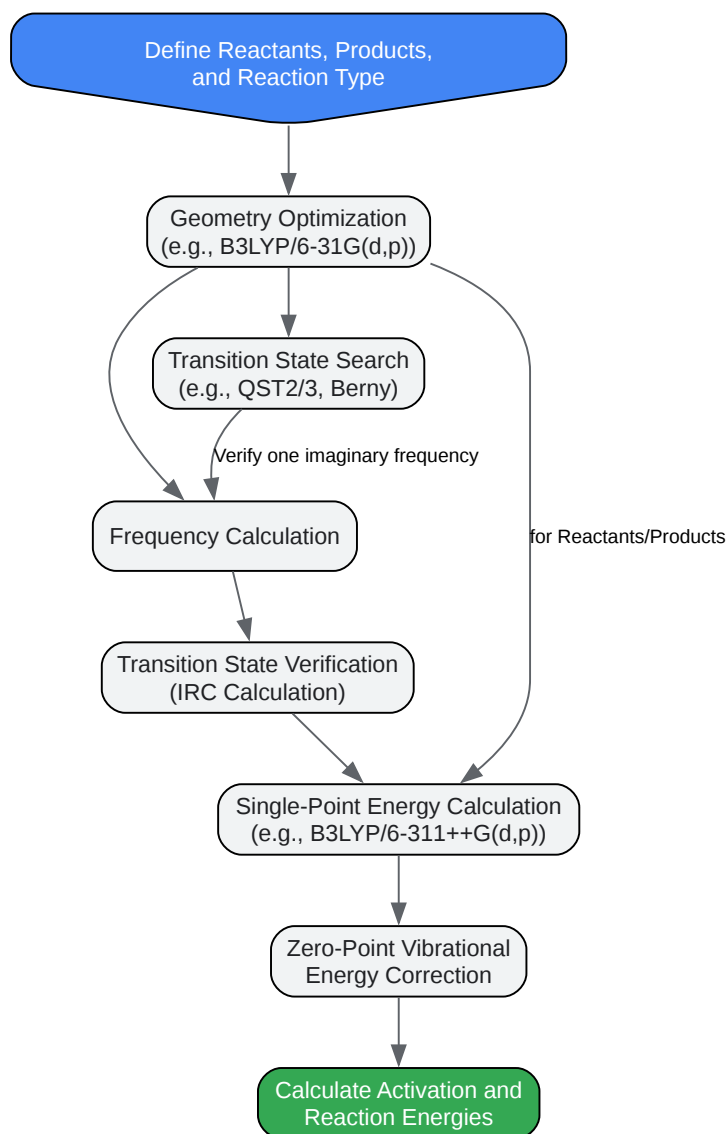 Define Reactants, Products,
and Reaction Type
Geometry Optimization
(e.g., B3LYP/6-31G(d,p))
Transition State Search
(e.g., QST2/3, Berny)
Verify one imaginary frequency
Frequency Calculation
for Reactants/Products
Transition State Verification
(IRC Calculation)
Single-Point Energy Calculation
(e.g., B3LYP/6-311++G(d,p))
Zero-Point Vibrational
Energy Correction
Calculate Activation and
Reaction Energies